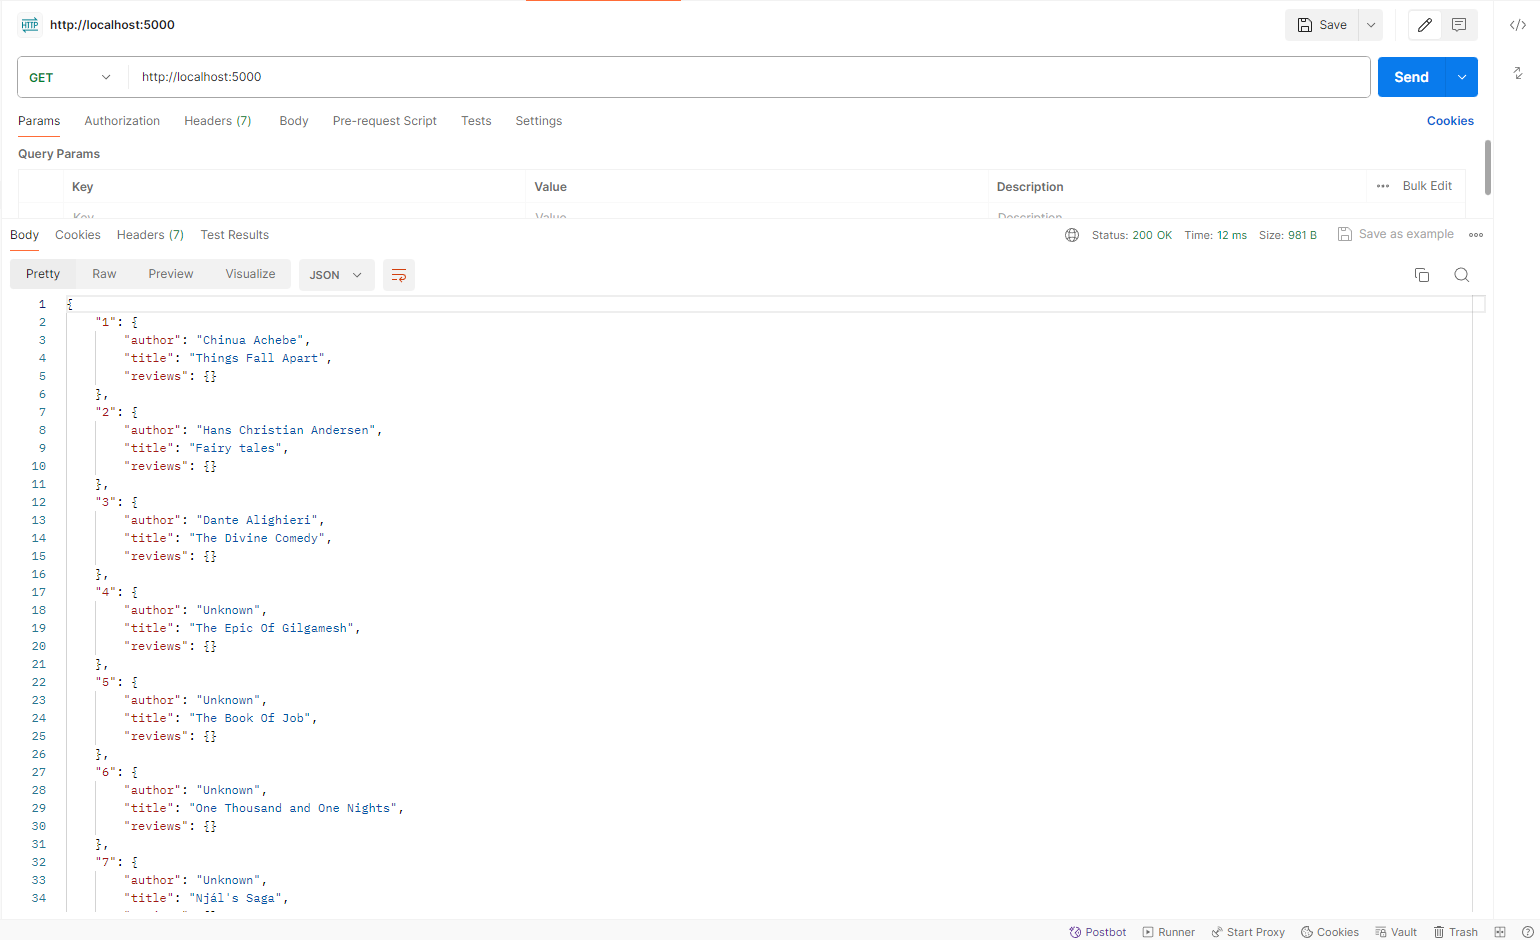 HTTP http://localhost:5000 Save
GET http://localhost:5000 Send
Params Authorization Headers (7) Body Pre-request Script Tests Settings Cookies
Query Params
Key Value Description Bulk Edit
Key Value Description
Body Cookies Headers (7) Test Results Status: 200 OK Time: 12 ms Size: 981 B Save as example
Pretty Raw Preview Visualize JSON
1 {
2 "1": {
3 "author": "Chinua Achebe",
4 "title": "Things Fall Apart",
5 "reviews": {}
6 },
7 "2": {
8 "author": "Hans Christian Andersen",
9 "title": "Fairy tales",
10 "reviews": {}
11 },
12 "3": {
13 "author": "Dante Alighieri",
14 "title": "The Divine Comedy",
15 "reviews": {}
16 },
17 "4": {
18 "author": "Unknown",
19 "title": "The Epic Of Gilgamesh",
20 "reviews": {}
21 },
22 "5": {
23 "author": "Unknown",
24 "title": "The Book Of Job",
25 "reviews": {}
26 },
27 "6": {
28 "author": "Unknown",
29 "title": "One Thousand and One Nights",
30 "reviews": {}
31 },
32 "7": {
33 "author": "Unknown",
34 "title": "Njál's Saga",
Postbot Runner Start Proxy Cookies Vault Trash